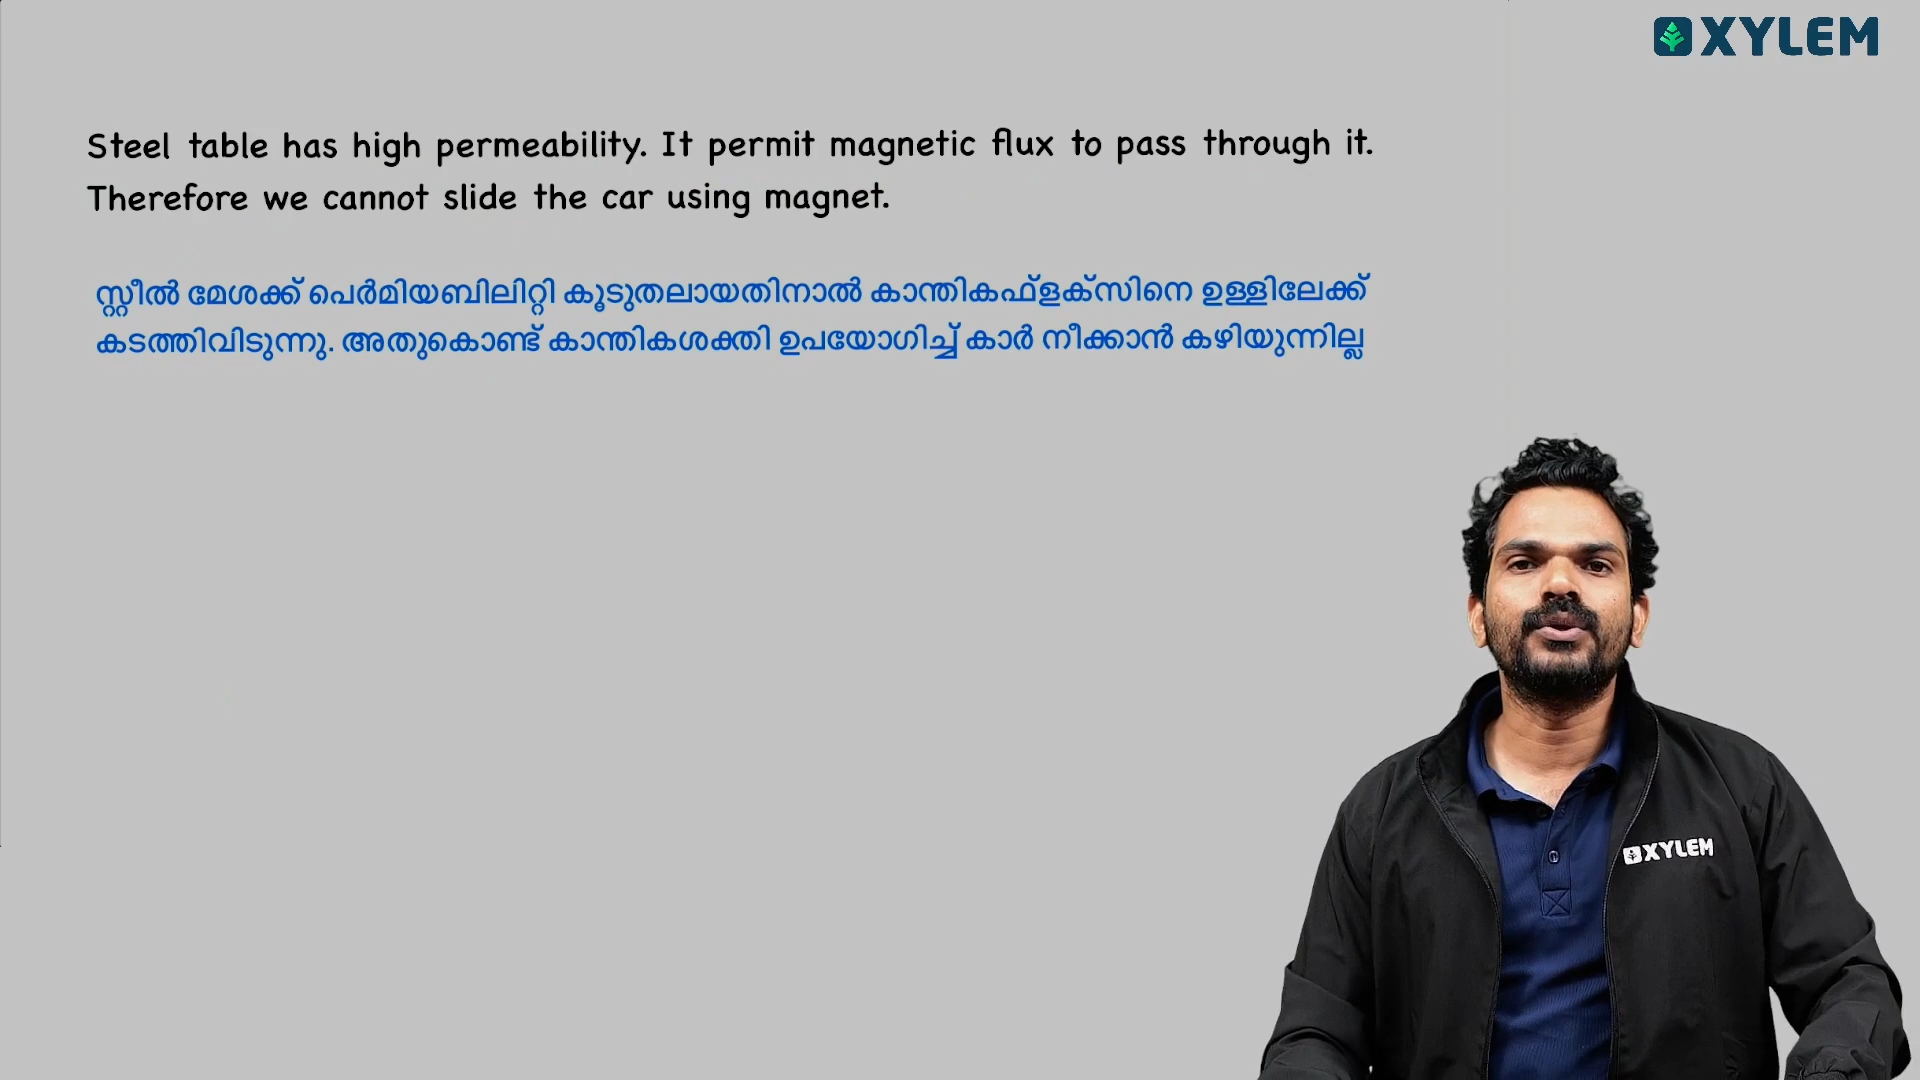 XYLEM
Steel table has high permeability. It permit magnetic flux to pass through it.
Therefore we cannot slide the car using magnet.
സ്റ്റീൽ മേശക്ക് പെർമിയബിലിറ്റി കൂടുതലായതിനാൽ കാന്തികഫ്ളക്സിനെ ഉള്ളിലേക്ക്
കടത്തിവിടുന്നു. അതുകൊണ്ട് കാന്തികശക്തി ഉപയോഗിച്ച് കാർ നീക്കാൻ കഴിയുന്നില്ല
XYLEM